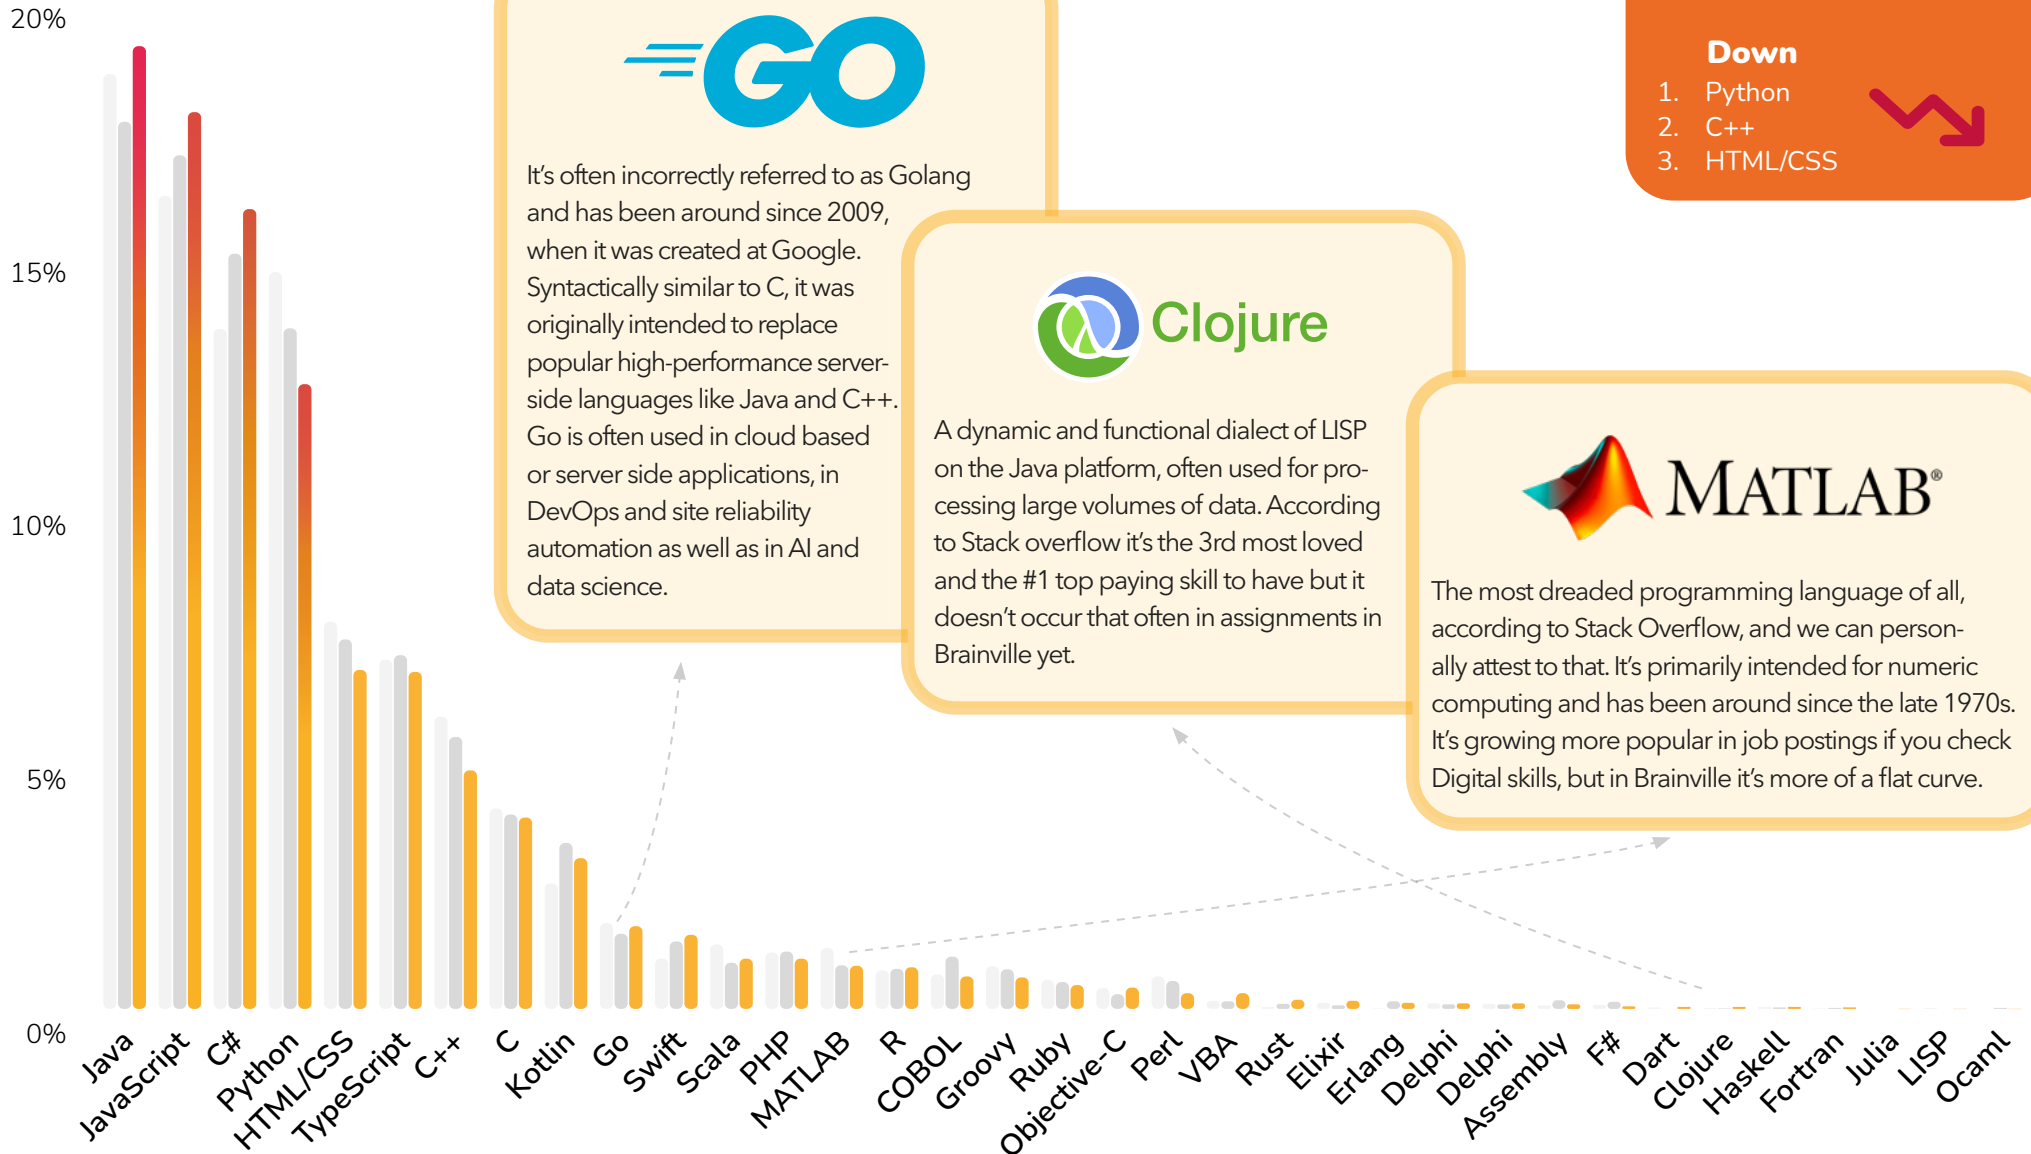 20%
15%
10%
5%
0%
GO
It's often incorrectly referred to as Golang
and has been around since 2009,
when it was created at Google.
Syntactically similar to C, it was
originally intended to replace
popular high-performance server-
side languages like Java and C++.
Go is often used in cloud based
or server side applications, in
DevOps and site reliability
automation as well as in AI and
data science.
Clojure
A dynamic and functional dialect of LISP
on the Java platform, often used for pro-
cessing large volumes of data. According
to Stack overflow it's the 3rd most loved
and the #1 top paying skill to have but it
doesn't occur that often in assignments in
Brainville yet.
MATLAB®
The most dreaded programming language of all,
according to Stack Overflow, and we can person-
ally attest to that. It's primarily intended for numeric
computing and has been around since the late 1970s.
It's growing more popular in job postings if you check
Digital skills, but in Brainville it's more of a flat curve.
Down
1. Python
2. C++
3. HTML/CSS
Java
JavaScript
C#
Python
HTML/CSS
TypeScript
C++
C
Kotlin
Go
Swift
Scala
PHP
MATLAB
R
COBOL
Groovy
Ruby
Objective-C
Perl
VBA
Rust
Elixir
Erlang
Delphi
Delphi
Assembly
F#
Dart
Clojure
Haskell
Fortran
Julia
LISP
Ocaml